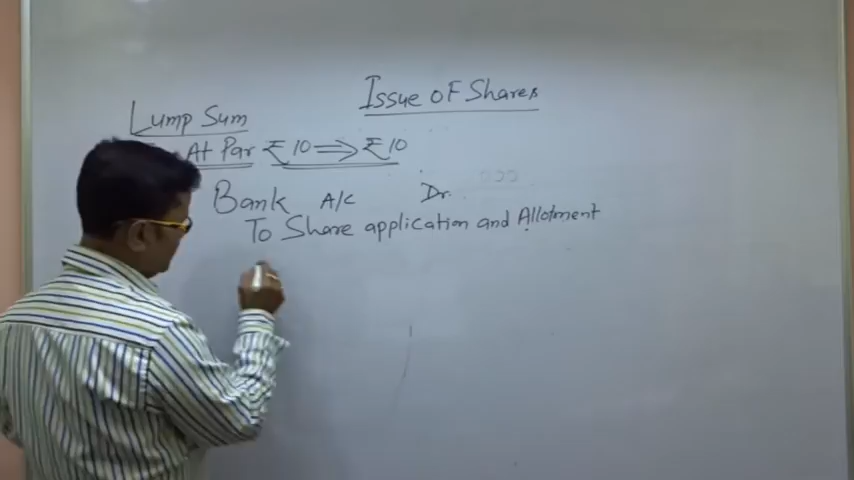 Issue OF Shares
Lump Sum
At Par ₹10 ⟹ ₹10
Bank A/c Dr.
To Share application and Allotment